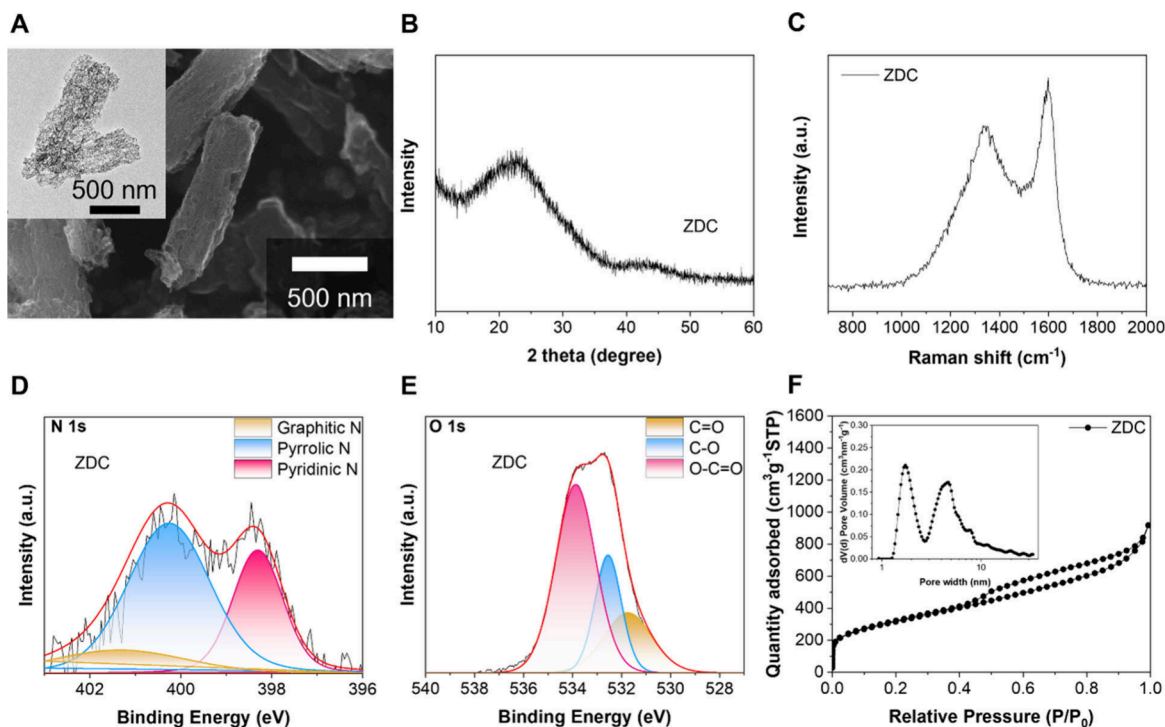 A
500 nm
500 nm
B
Intensity
ZDC
10 20 30 40 50 60
2 theta (degree)
C
ZDC
Intensity (a.u.)
800 1000 1200 1400 1600 1800 2000
Raman shift (cm⁻¹)
D
N 1s
ZDC
Graphitic N
Pyrrolic N
Pyridinic N
Intensity (a.u.)
402 400 398 396
Binding Energy (eV)
E
O 1s
ZDC
C=O
C-O
O-C=O
Intensity (a.u.)
540 538 536 534 532 530 528
Binding Energy (eV)
F
Quantity adsorbed (cm³g⁻¹STP)
1600
1400
1200
1000
800
600
400
200
0
ZDC
dV(d) Pore Volume (cm³nm⁻¹g⁻¹)
0.30
0.25
0.20
0.15
0.10
0.05
0.00
1 10
Pore width (nm)
0.0 0.2 0.4 0.6 0.8 1.0
Relative Pressure (P/P₀)